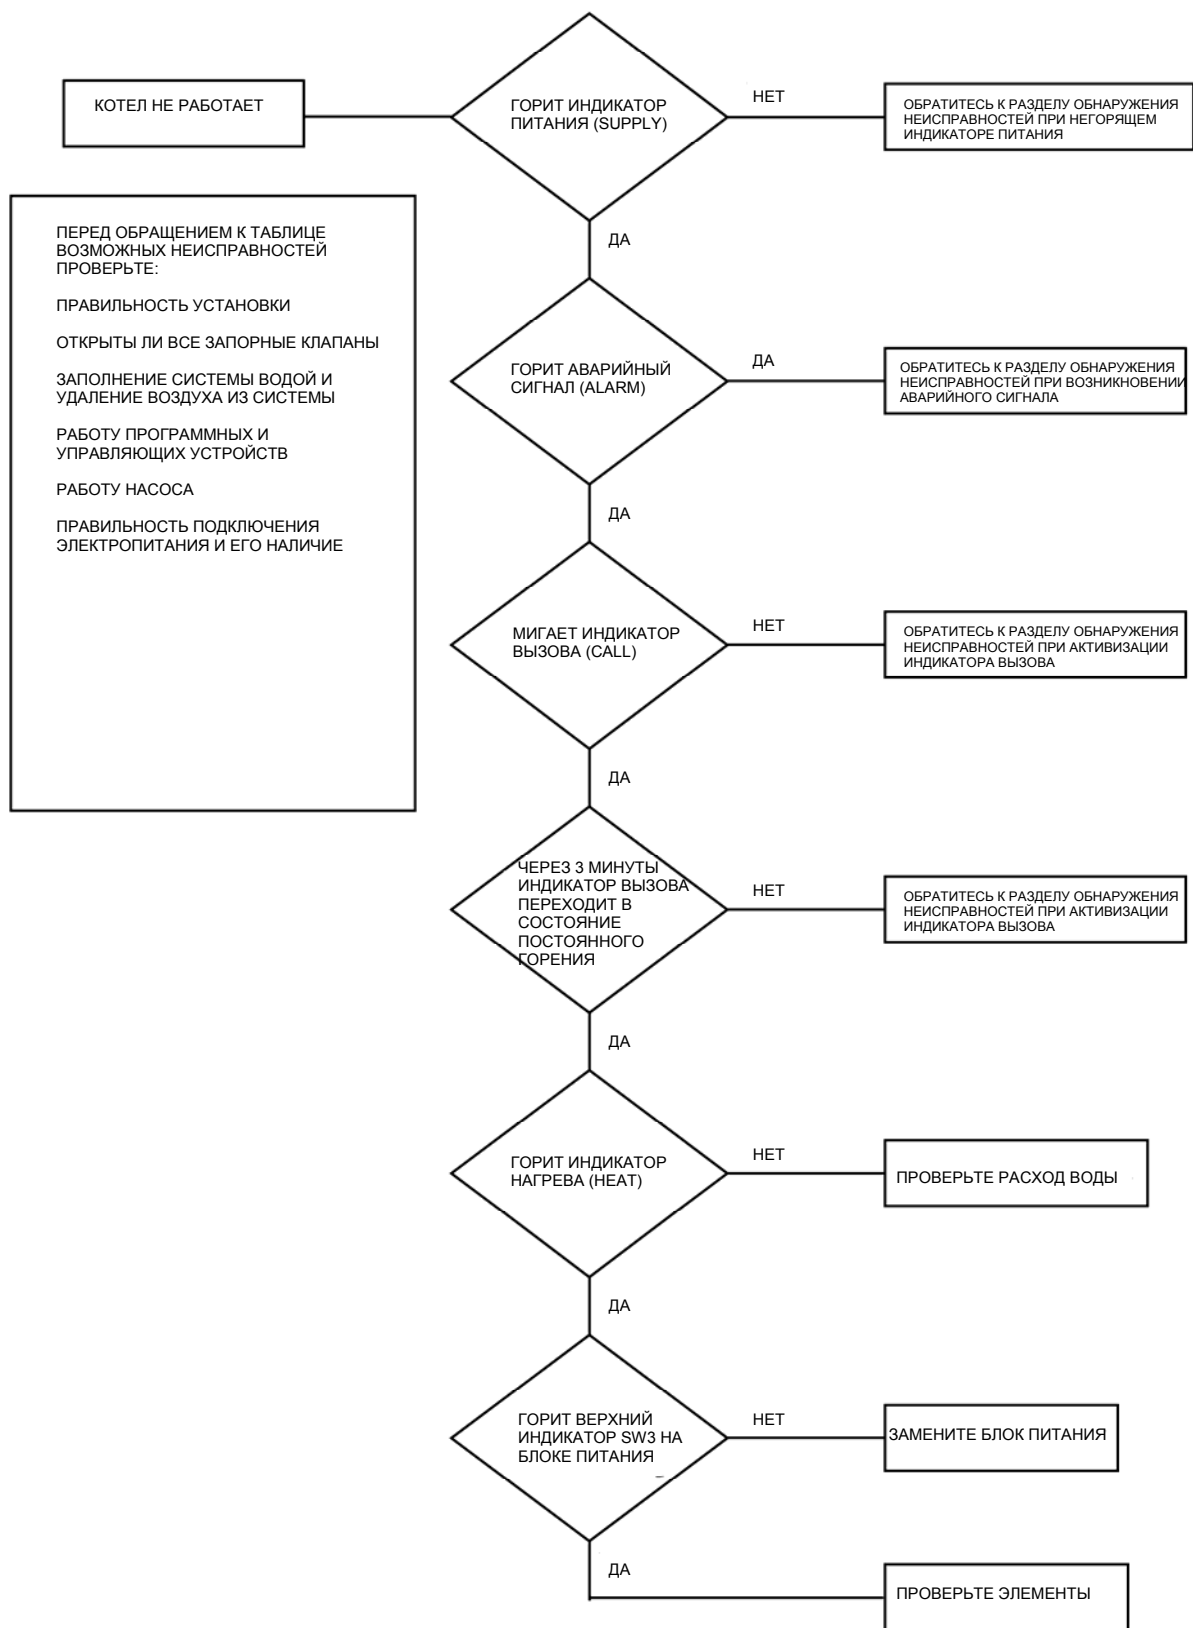 КОТЕЛ НЕ РАБОТАЕТ
ГОРИТ ИНДИКАТОР
ПИТАНИЯ (SUPPLY)
НЕТ
ОБРАТИТЕСЬ К РАЗДЕЛУ ОБНАРУЖЕНИЯ
НЕИСПРАВНОСТЕЙ ПРИ НЕГОРЯЩЕМ
ИНДИКАТОРЕ ПИТАНИЯ
ПЕРЕД ОБРАЩЕНИЕМ К ТАБЛИЦЕ
ВОЗМОЖНЫХ НЕИСПРАВНОСТЕЙ
ПРОВЕРЬТЕ:
ПРАВИЛЬНОСТЬ УСТАНОВКИ
ОТКРЫТЫ ЛИ ВСЕ ЗАПОРНЫЕ КЛАПАНЫ
ЗАПОЛНЕНИЕ СИСТЕМЫ ВОДОЙ И
УДАЛЕНИЕ ВОЗДУХА ИЗ СИСТЕМЫ
РАБОТУ ПРОГРАММНЫХ И
УПРАВЛЯЮЩИХ УСТРОЙСТВ
РАБОТУ НАСОСА
ПРАВИЛЬНОСТЬ ПОДКЛЮЧЕНИЯ
ЭЛЕКТРОПИТАНИЯ И ЕГО НАЛИЧИЕ
ДА
ГОРИТ АВАРИЙНЫЙ
СИГНАЛ (ALARM)
ДА
ОБРАТИТЕСЬ К РАЗДЕЛУ ОБНАРУЖЕНИЯ
НЕИСПРАВНОСТЕЙ ПРИ ВОЗНИКНОВЕНИИ
АВАРИЙНОГО СИГНАЛА
ДА
МИГАЕТ ИНДИКАТОР
ВЫЗОВА (CALL)
НЕТ
ОБРАТИТЕСЬ К РАЗДЕЛУ ОБНАРУЖЕНИЯ
НЕИСПРАВНОСТЕЙ ПРИ АКТИВИЗАЦИИ
ИНДИКАТОРА ВЫЗОВА
ДА
ЧЕРЕЗ 3 МИНУТЫ
ИНДИКАТОР ВЫЗОВА
ПЕРЕХОДИТ В
СОСТОЯНИЕ
ПОСТОЯННОГО
ГОРЕНИЯ
НЕТ
ОБРАТИТЕСЬ К РАЗДЕЛУ ОБНАРУЖЕНИЯ
НЕИСПРАВНОСТЕЙ ПРИ АКТИВИЗАЦИИ
ИНДИКАТОРА ВЫЗОВА
ДА
ГОРИТ ИНДИКАТОР
НАГРЕВА (HEAT)
НЕТ
ПРОВЕРЬТЕ РАСХОД ВОДЫ
ДА
ГОРИТ ВЕРХНИЙ
ИНДИКАТОР SW3 НА
БЛОКЕ ПИТАНИЯ
НЕТ
ЗАМЕНИТЕ БЛОК ПИТАНИЯ
ДА
ПРОВЕРЬТЕ ЭЛЕМЕНТЫ